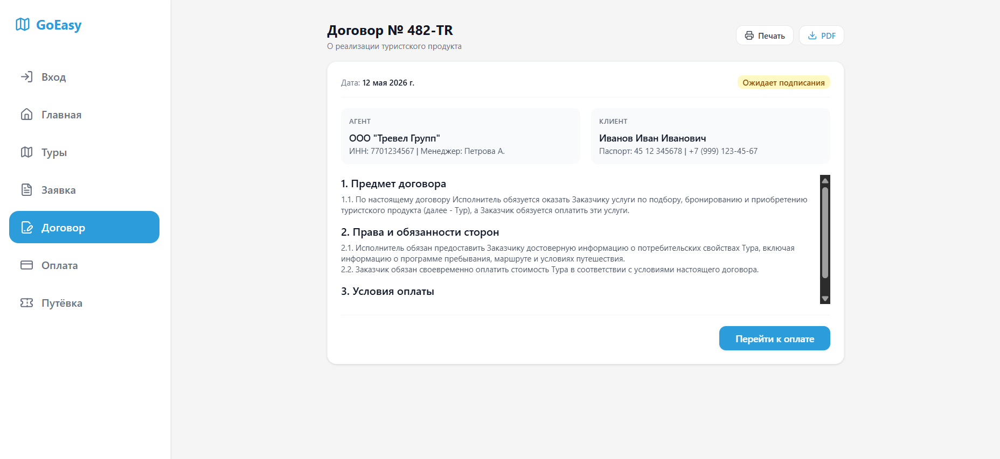 GoEasy
Вход
Главная
Туры
Заявка
Договор
Оплата
Путёвка
Договор № 482-TR
О реализации туристского продукта
Печать
PDF
Дата: 12 мая 2026 г.
Ожидает подписания
АГЕНТ
ООО "Тревел Групп"
ИНН: 7701234567 | Менеджер: Петрова А.
КЛИЕНТ
Иванов Иван Иванович
Паспорт: 45 12 345678 | +7 (999) 123-45-67
1. Предмет договора
1.1. По настоящему договору Исполнитель обязуется оказать Заказчику услуги по подбору, бронированию и приобретению
туристского продукта (далее - Тур), а Заказчик обязуется оплатить эти услуги.
2. Права и обязанности сторон
2.1. Исполнитель обязан предоставить Заказчику достоверную информацию о потребительских свойствах Тура, включая
информацию о программе пребывания, маршруте и условиях путешествия.
2.2. Заказчик обязан своевременно оплатить стоимость Тура в соответствии с условиями настоящего договора.
3. Условия оплаты
Перейти к оплате